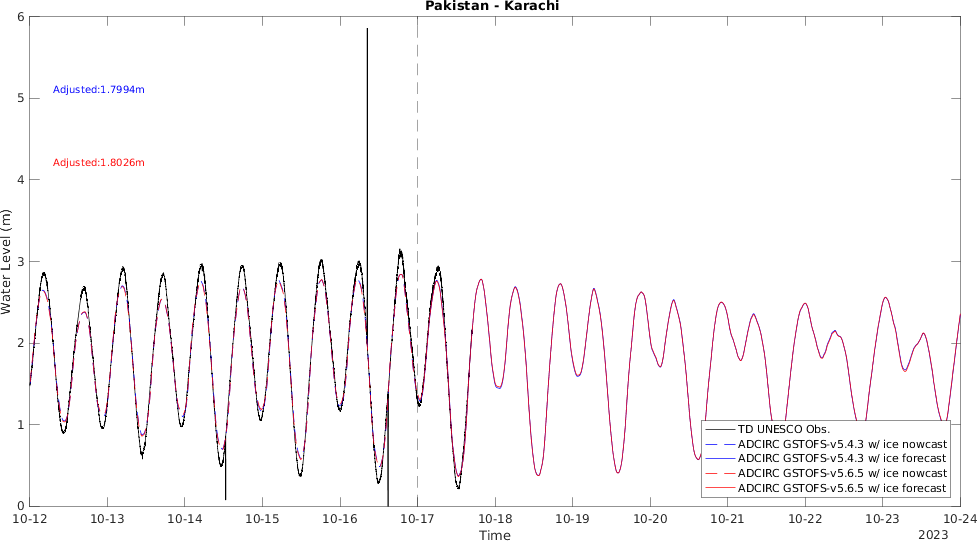 Pakistan - Karachi
6
5
4
3
2
1
0
Water Level (m)
Adjusted:1.7994m
Adjusted:1.8026m
TD UNESCO Obs.
ADCIRC GSTOFS-v5.4.3 w/ ice nowcast
ADCIRC GSTOFS-v5.4.3 w/ ice forecast
ADCIRC GSTOFS-v5.6.5 w/ ice nowcast
ADCIRC GSTOFS-v5.6.5 w/ ice forecast
10-12 10-13 10-14 10-15 10-16 10-17 10-18 10-19 10-20 10-21 10-22 10-23 10-24
Time
2023